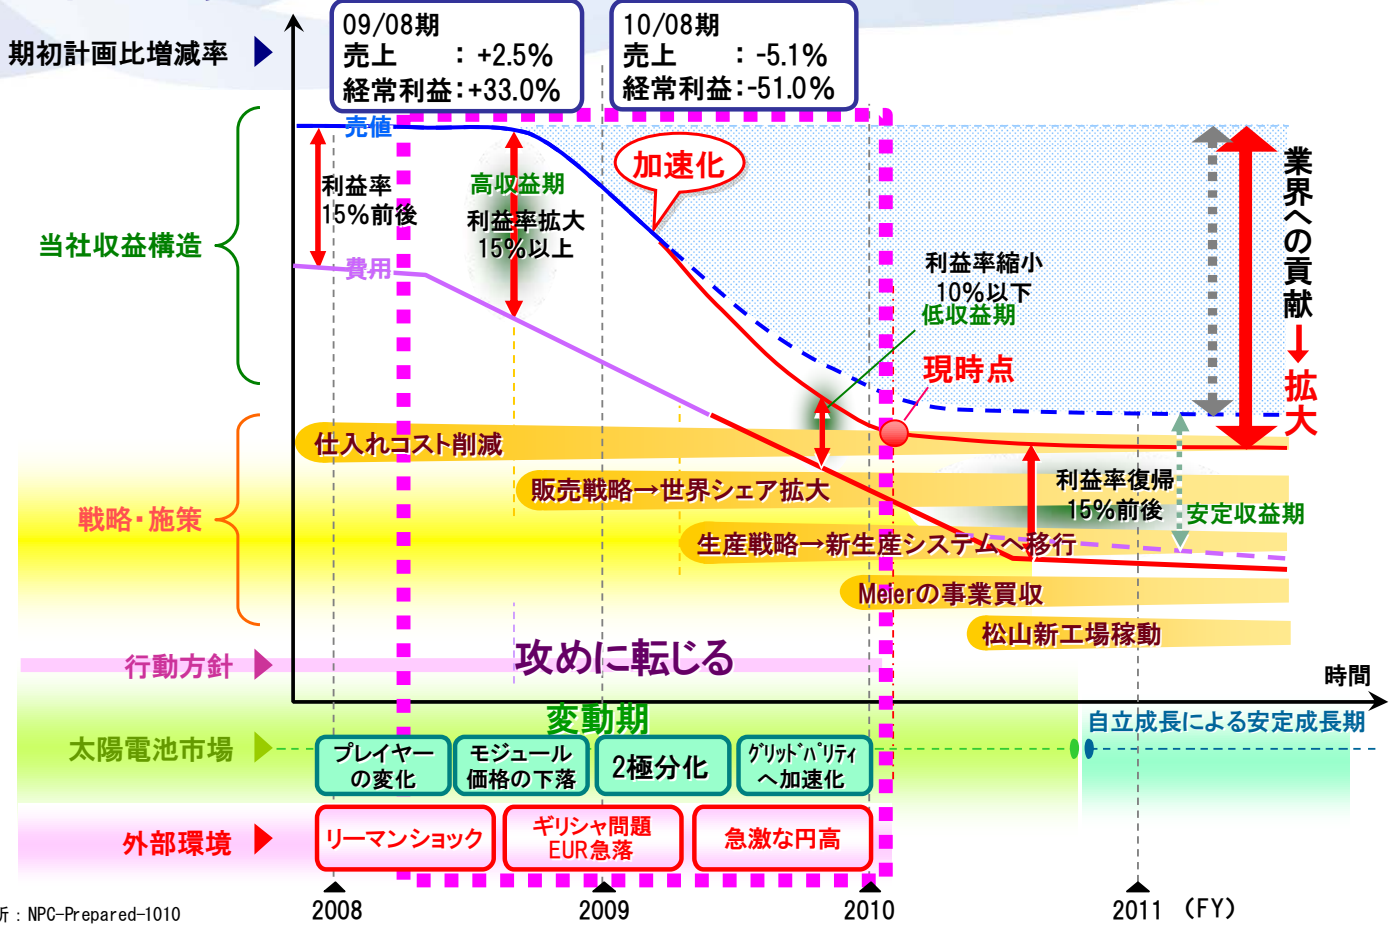 期初計画比増減率
09/08期
売上 : +2.5%
経常利益:+33.0%
10/08期
売上 : -5.1%
経常利益:-51.0%
売値
加速化
利益率
15%前後
高収益期
利益率拡大
15%以上
業界への貢献→拡大
当社収益構造
費用
利益率縮小
10%以下
低収益期
現時点
仕入れコスト削減
販売戦略→世界シェア拡大
利益率復帰
15%前後
安定収益期
戦略・施策
生産戦略→新生産システムへ移行
Meierの事業買収
松山新工場稼動
行動方針
攻めに転じる
時間
変動期
自立成長による安定成長期
太陽電池市場
プレイヤー
の変化
モジュール
価格の下落
2極分化
グリッドパリティ
へ加速化
外部環境
リーマンショック
ギリシャ問題
EUR急落
急激な円高
2008
2009
2010
2011 (FY)
所：NPC-Prepared-1010